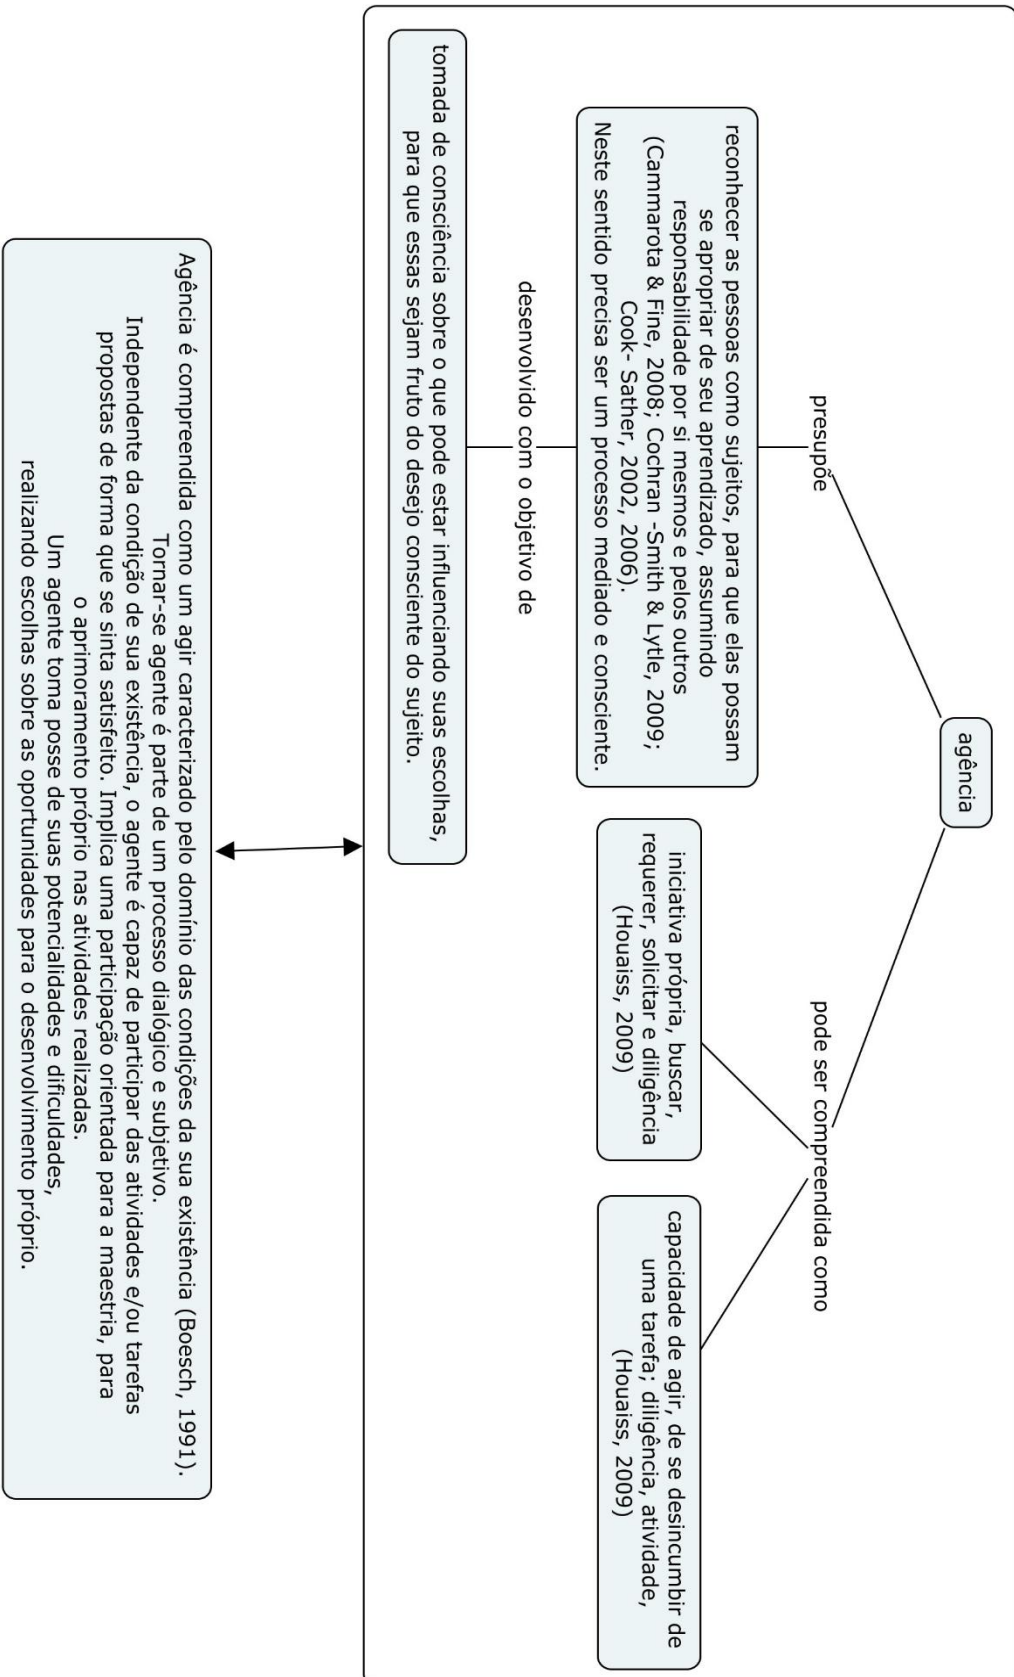 agência
presupõe
pode ser compreendida como
reconhecer as pessoas como sujeitos, para que elas possam
se apropriar de seu aprendizado, assumindo
responsabilidade por si mesmos e pelos outros
(Cammarota & Fine, 2008; Cochran -Smith & Lytle, 2009;
Cook- Sather, 2002, 2006).
Neste sentido precisa ser um processo mediado e consciente.
iniciativa própria, buscar,
requerer, solicitar e diligência
(Houaiss, 2009)
capacidade de agir, de se desincumbir de
uma tarefa; diligência, atividade,
(Houaiss, 2009)
desenvolvido com o objetivo de
tomada de consciência sobre o que pode estar influenciando suas escolhas,
para que essas sejam fruto do desejo consciente do sujeito.
Agência é compreendida como um agir caracterizado pelo domínio das condições da sua existência (Boesch, 1991).
Tornar-se agente é parte de um processo dialógico e subjetivo.
Independente da condição de sua existência, o agente é capaz de participar das atividades e/ou tarefas
propostas de forma que se sinta satisfeito. Implica uma participação orientada para a maestria, para
o aprimoramento próprio nas atividades realizadas.
Um agente toma posse de suas potencialidades e dificuldades,
realizando escolhas sobre as oportunidades para o desenvolvimento próprio.